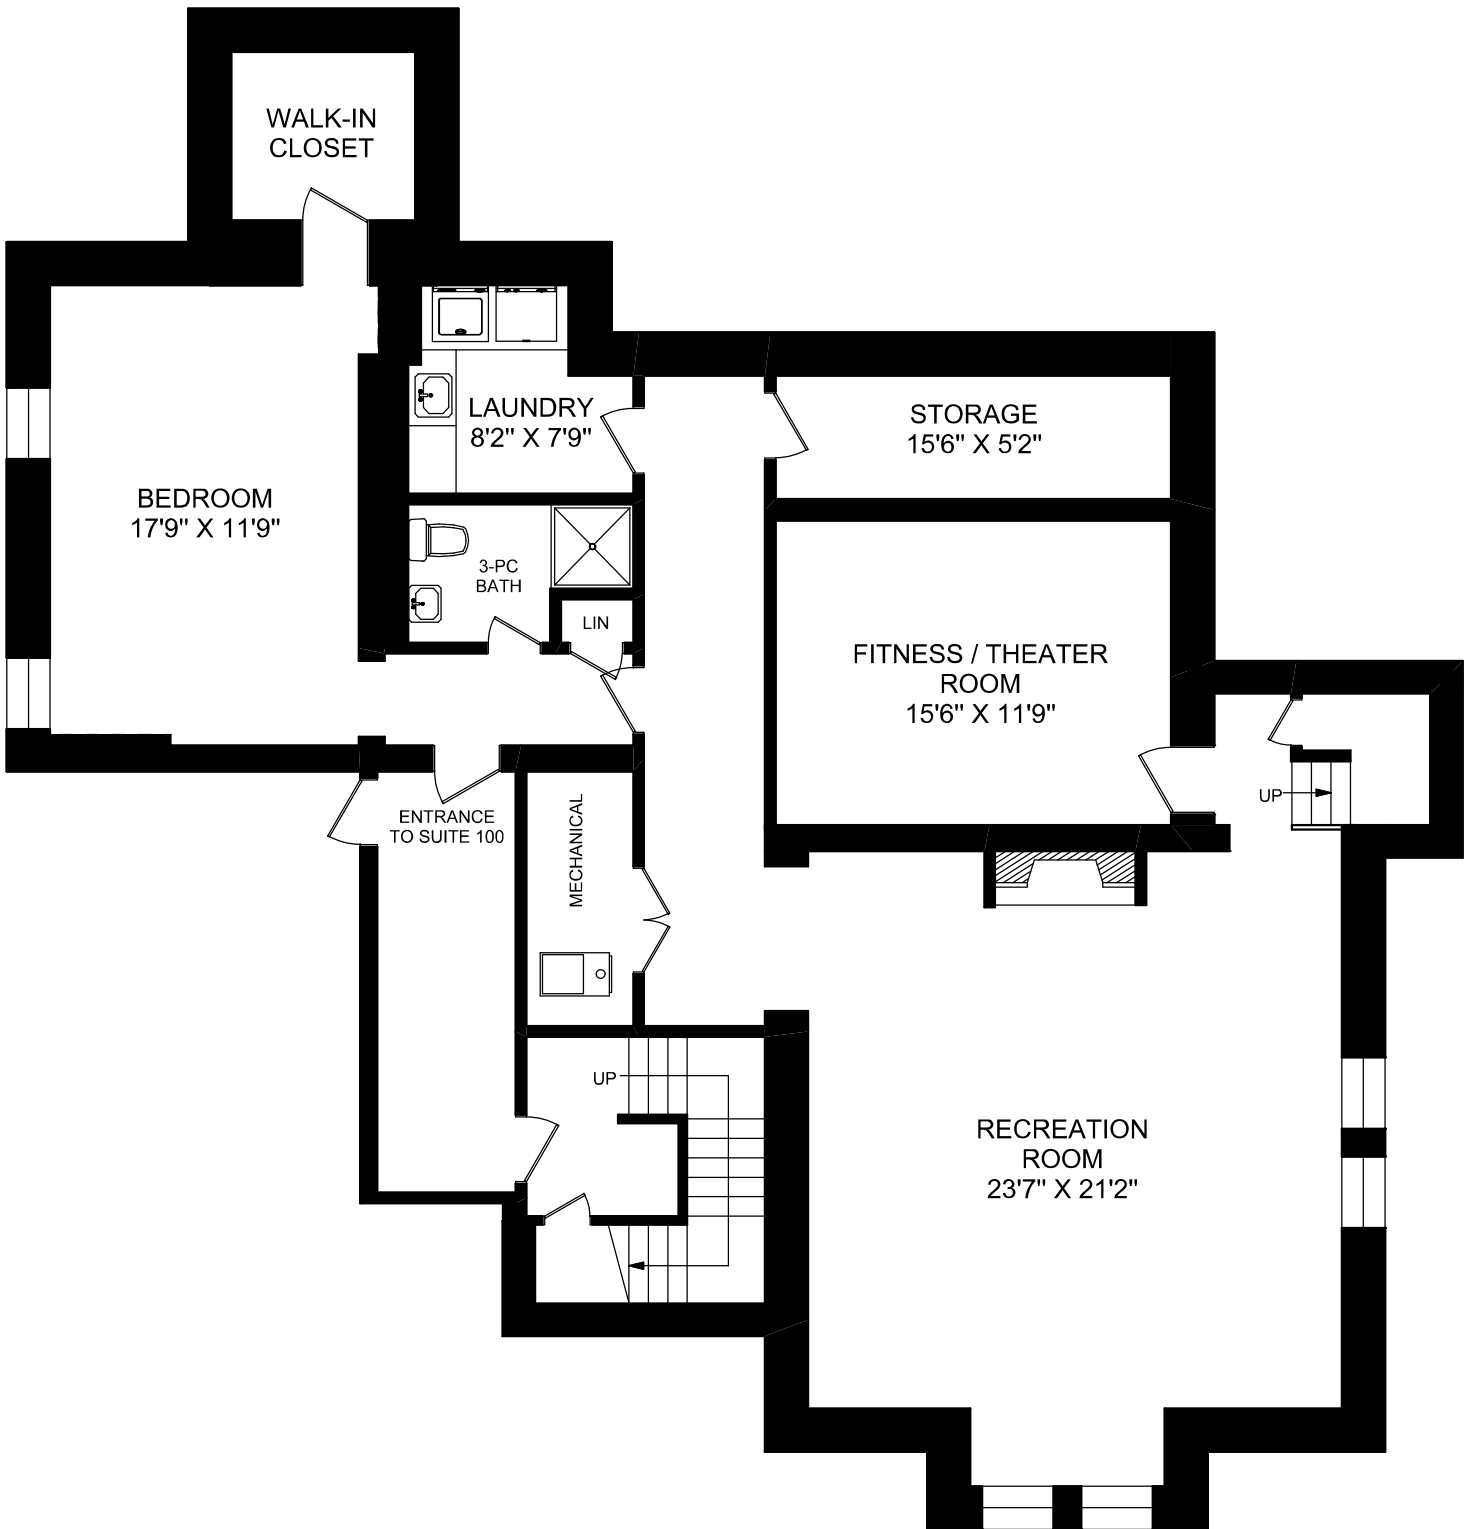 WALK-IN
CLOSET
LAUNDRY
8'2" X 7'9"
STORAGE
15'6" X 5'2"
BEDROOM
17'9" X 11'9"
3-PC
BATH
LIN
FITNESS / THEATER
ROOM
15'6" X 11'9"
UP
ENTRANCE
TO SUITE 100
MECHANICAL
UP
RECREATION
ROOM
23'7" X 21'2"